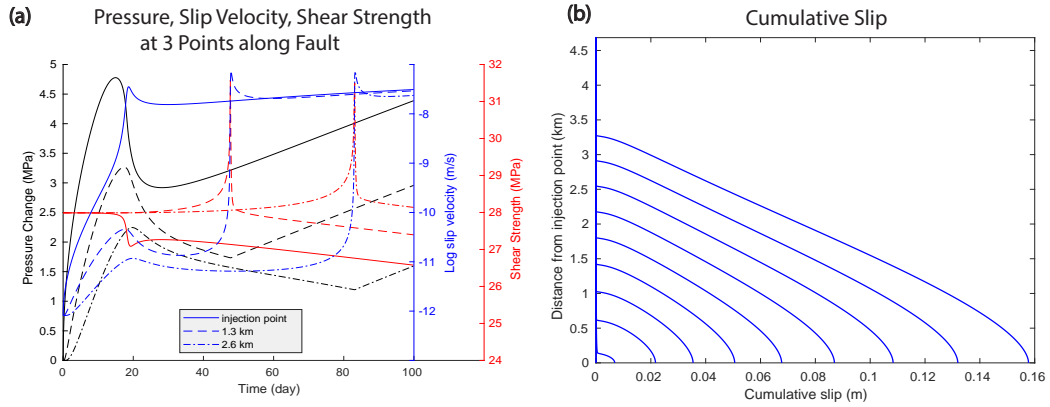 (a)
Pressure, Slip Velocity, Shear Strength
at 3 Points along Fault
Pressure Change (MPa)
5
4.5
4
3.5
3
2.5
2
1.5
1
0.5
0
0 20 40 60 80 100
Time (day)
injection point
1.3 km
2.6 km
-7
-8
-9
-10
-11
-12
Log slip velocity (m/s)
32
31
30
29
28
27
26
25
24
Shear Strength (MPa)
(b)
Cumulative Slip
Distance from injection point (km)
4.5
4
3.5
3
2.5
2
1.5
1
0.5
0
0 0.02 0.04 0.06 0.08 0.1 0.12 0.14 0.16
Cumulative slip (m)